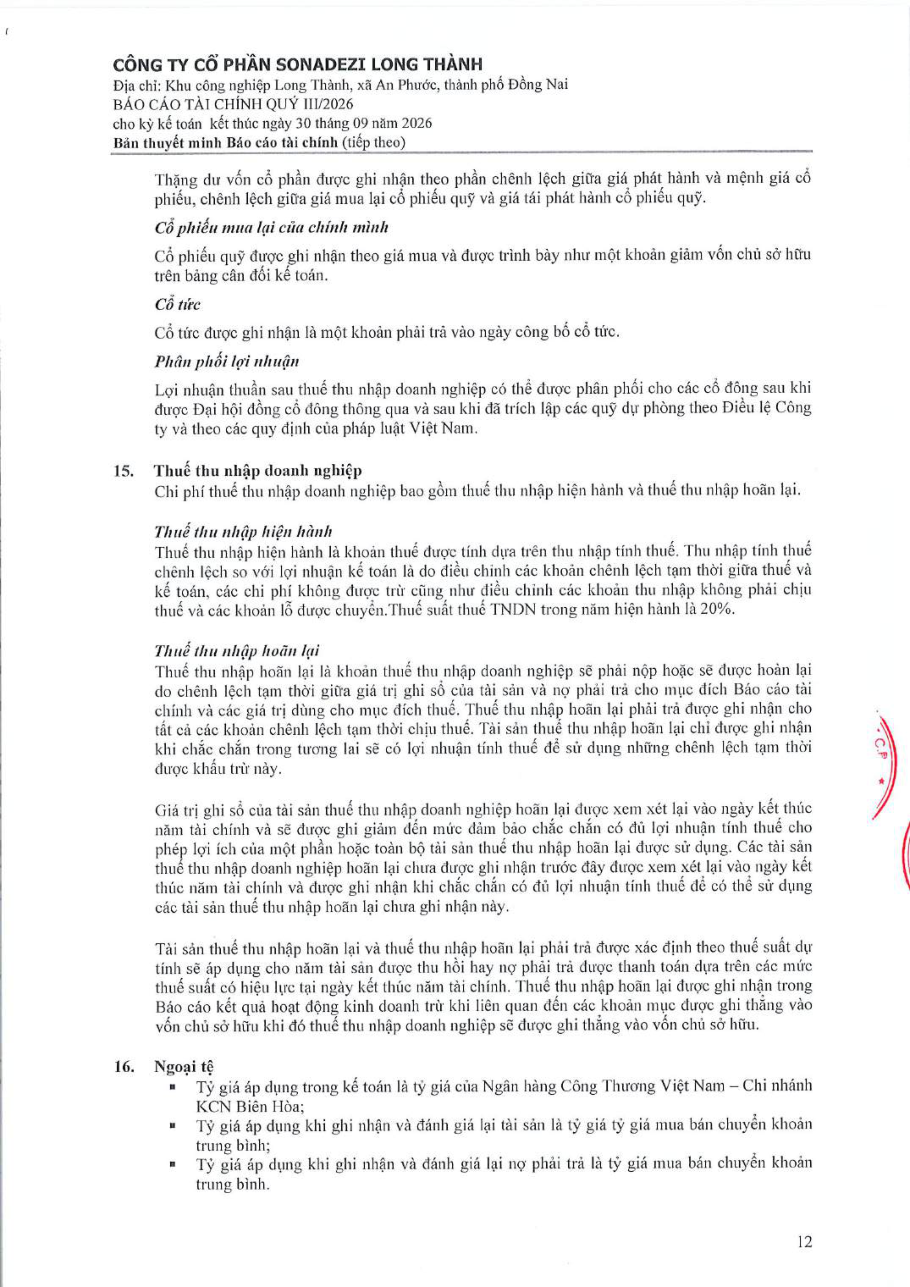 CÔNG TY CỔ PHẦN SONADEZI LONG THÀNH
Địa chỉ: Khu công nghiệp Long Thành, xã An Phước, thành phố Đồng Nai
BÁO CÁO TÀI CHÍNH QUÝ III/2026
cho kỳ kế toán kết thúc ngày 30 tháng 09 năm 2026
Bản thuyết minh Báo cáo tài chính (tiếp theo)
Thặng dư vốn cổ phần được ghi nhận theo phần chênh lệch giữa giá phát hành và mệnh giá cổ
phiếu, chênh lệch giữa giá mua lại cổ phiếu quỹ và giá tái phát hành cổ phiếu quỹ.
Cổ phiếu mua lại của chính mình
Cổ phiếu quỹ được ghi nhận theo giá mua và được trình bày như một khoản giảm vốn chủ sở hữu
trên bảng cân đối kế toán.
Cổ tức
Cổ tức được ghi nhận là một khoản phải trả vào ngày công bố cổ tức.
Phân phối lợi nhuận
Lợi nhuận thuần sau thuế thu nhập doanh nghiệp có thể được phân phối cho các cổ đông sau khi
được Đại hội đồng cổ đông thông qua và sau khi đã trích lập các quỹ dự phòng theo Điều lệ Công
ty và theo các quy định của pháp luật Việt Nam.
15. Thuế thu nhập doanh nghiệp
Chi phí thuế thu nhập doanh nghiệp bao gồm thuế thu nhập hiện hành và thuế thu nhập hoãn lại.
Thuế thu nhập hiện hành
Thuế thu nhập hiện hành là khoản thuế được tính dựa trên thu nhập tính thuế. Thu nhập tính thuế
chênh lệch so với lợi nhuận kế toán là do điều chỉnh các khoản chênh lệch tạm thời giữa thuế và
kế toán, các chi phí không được trừ cũng như điều chỉnh các khoản thu nhập không phải chịu
thuế và các khoản lỗ được chuyển.Thuế suất thuế TNDN trong năm hiện hành là 20%.
Thuế thu nhập hoãn lại
Thuế thu nhập hoãn lại là khoản thuế thu nhập doanh nghiệp sẽ phải nộp hoặc sẽ được hoàn lại
do chênh lệch tạm thời giữa giá trị ghi sổ của tài sản và nợ phải trả cho mục đích Báo cáo tài
chính và các giá trị dùng cho mục đích thuế. Thuế thu nhập hoãn lại phải trả được ghi nhận cho
tất cả các khoản chênh lệch tạm thời chịu thuế. Tài sản thuế thu nhập hoãn lại chỉ được ghi nhận
khi chắc chắn trong tương lai sẽ có lợi nhuận tính thuế để sử dụng những chênh lệch tạm thời
được khấu trừ này.
Giá trị ghi sổ của tài sản thuế thu nhập doanh nghiệp hoãn lại được xem xét lại vào ngày kết thúc
năm tài chính và sẽ được ghi giảm đến mức đảm bảo chắc chắn có đủ lợi nhuận tính thuế cho
phép lợi ích của một phần hoặc toàn bộ tài sản thuế thu nhập hoãn lại được sử dụng. Các tài sản
thuế thu nhập doanh nghiệp hoãn lại chưa được ghi nhận trước đây được xem xét lại vào ngày kết
thúc năm tài chính và được ghi nhận khi chắc chắn có đủ lợi nhuận tính thuế để có thể sử dụng
các tài sản thuế thu nhập hoãn lại chưa ghi nhận này.
Tài sản thuế thu nhập hoãn lại và thuế thu nhập hoãn lại phải trả được xác định theo thuế suất dự
tính sẽ áp dụng cho năm tài sản được thu hồi hay nợ phải trả được thanh toán dựa trên các mức
thuế suất có hiệu lực tại ngày kết thúc năm tài chính. Thuế thu nhập hoãn lại được ghi nhận trong
Báo cáo kết quả hoạt động kinh doanh trừ khi liên quan đến các khoản mục được ghi thẳng vào
vốn chủ sở hữu khi đó thuế thu nhập doanh nghiệp sẽ được ghi thẳng vào vốn chủ sở hữu.
16. Ngoại tệ
▪ Tỷ giá áp dụng trong kế toán là tỷ giá của Ngân hàng Công Thương Việt Nam – Chi nhánh
KCN Biên Hòa;
▪ Tỷ giá áp dụng khi ghi nhận và đánh giá lại tài sản là tỷ giá tỷ giá mua bán chuyển khoản
trung bình;
▪ Tỷ giá áp dụng khi ghi nhận và đánh giá lại nợ phải trả là tỷ giá mua bán chuyển khoản
trung bình.
C.P
12